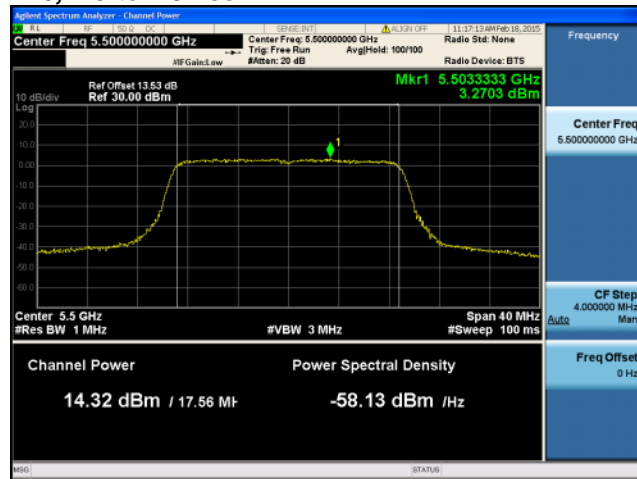 Agilent Spectrum Analyzer - Channel Power
RL RF 50 Ω DC SENSE:INT ALIGN OFF 11:17:13 AM Feb 18, 2015
Center Freq 5.500000000 GHz Center Freq: 5.500000000 GHz Radio Std: None
Trig: Free Run Avg|Hold: 100/100
#IFGain:Low #Atten: 20 dB Radio Device: BTS
Ref Offset 13.53 dB Mkr1 5.5033333 GHz
10 dB/div Ref 30.00 dBm 3.2703 dBm
Log
20.0
10.0
1
0.00
-10.0
-20.0
-30.0
-40.0
-50.0
-60.0
Center 5.5 GHz Span 40 MHz
#Res BW 1 MHz #VBW 3 MHz #Sweep 100 ms
Channel Power Power Spectral Density
14.32 dBm / 17.56 MH -58.13 dBm /Hz
MSG STATUS
Frequency
Center Freq
5.500000000 GHz
CF Step
4.000000 MHz
Auto Man
Freq Offset
0 Hz